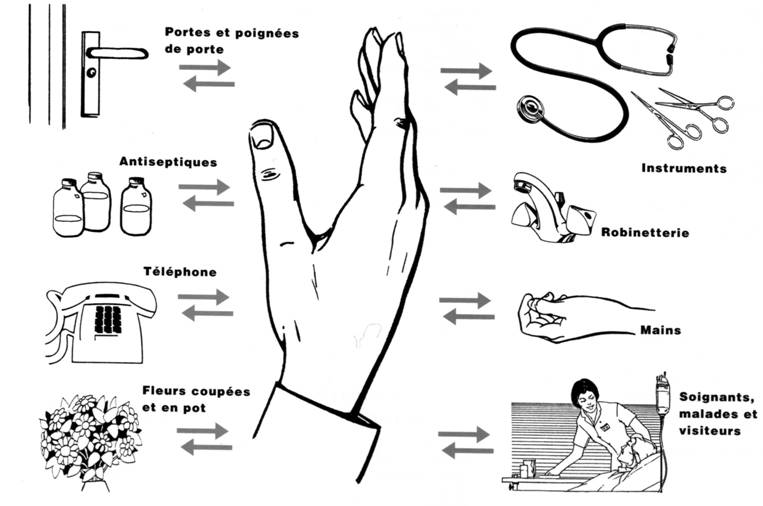 Portes et poignées
de porte
Antiseptiques
Téléphone
Fleurs coupées
et en pot
Instruments
Robinetterie
Mains
Soignants,
malades et
visiteurs